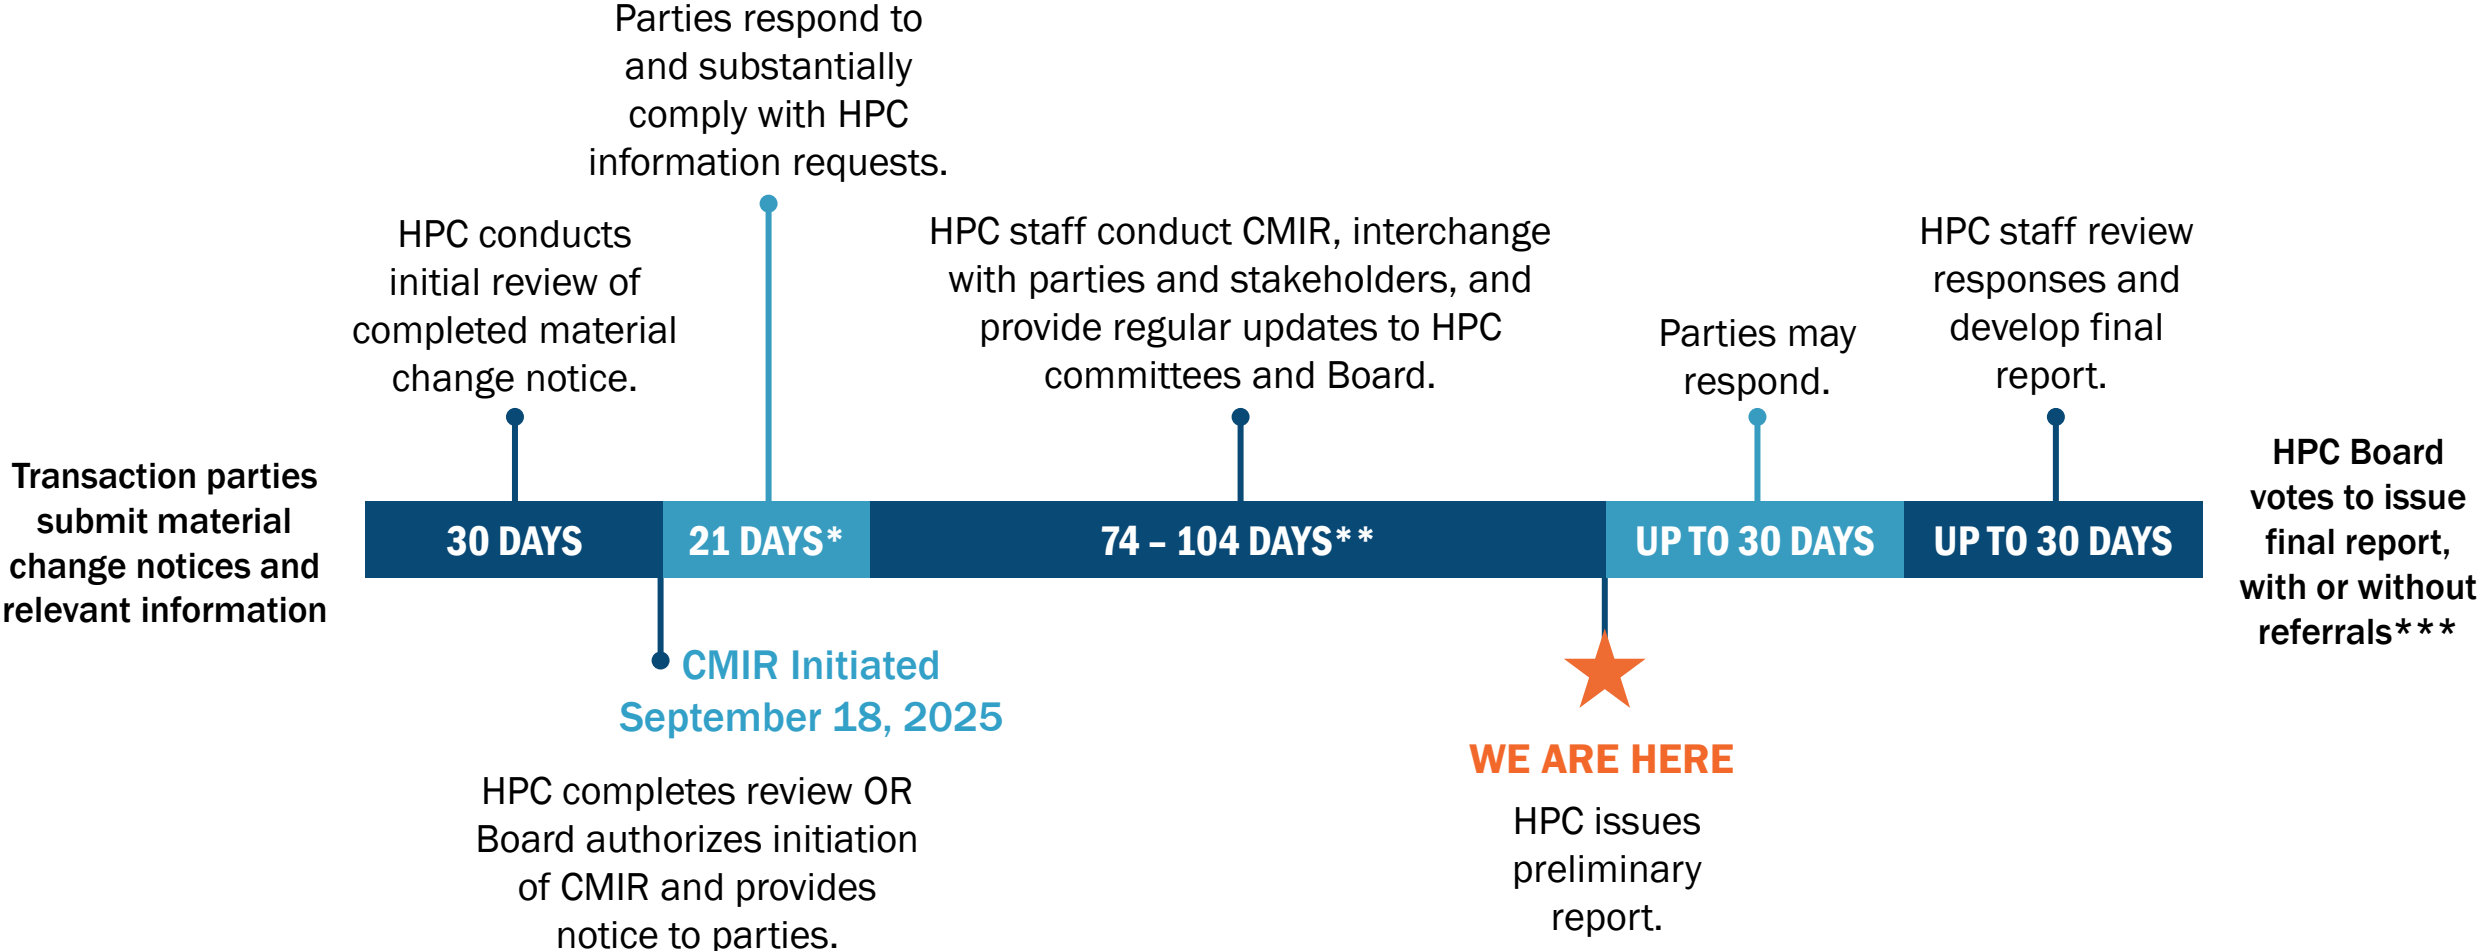 Parties respond to
and substantially
comply with HPC
information requests.
HPC conducts
initial review of
completed material
change notice.
HPC staff conduct CMIR, interchange
with parties and stakeholders, and
provide regular updates to HPC
committees and Board.
Parties may
respond.
HPC staff review
responses and
develop final
report.
Transaction parties
submit material
change notices and
relevant information
30 DAYS
21 DAYS*
74 – 104 DAYS**
UP TO 30 DAYS
UP TO 30 DAYS
HPC Board
votes to issue
final report,
with or without
referrals***
CMIR Initiated
September 18, 2025
HPC completes review OR
Board authorizes initiation
of CMIR and provides
notice to parties.
WE ARE HERE
HPC issues
preliminary
report.